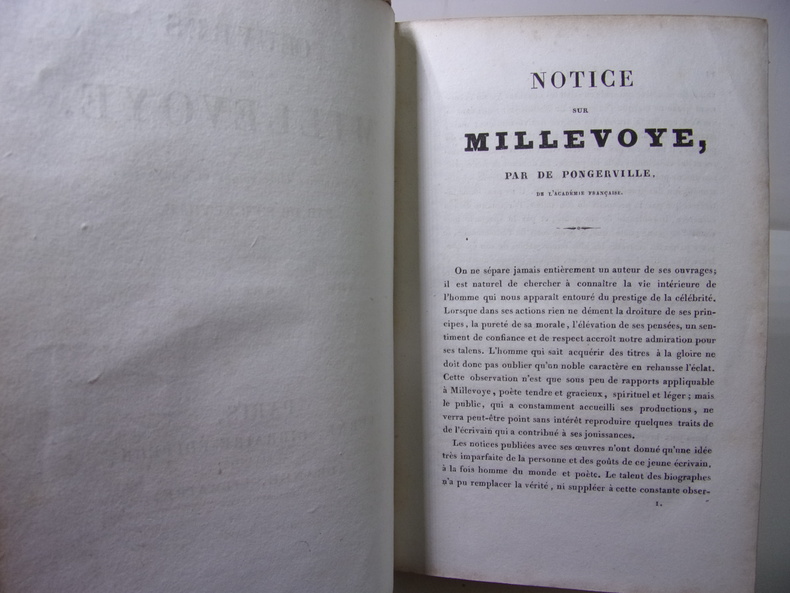 NOTICE
SUR
MILLEVOYE,
PAR DE PONGERVILLE,
DE L'ACADÉMIE FRANÇAISE.
On ne sépare jamais entièrement un auteur de ses ouvrages;
il est naturel de chercher à connaître la vie intérieure de
l'homme qui nous apparaît entouré du prestige de la célébrité.
Lorsque dans ses actions rien ne dément la droiture de ses prin-
cipes, la pureté de sa morale, l'élévation de ses pensées, un sen-
timent de confiance et de respect accroît notre admiration pour
ses talens. L'homme qui sait acquérir des titres à la gloire ne
doit donc pas oublier qu'un noble caractère en rehausse l'éclat.
Cette observation n'est que sous peu de rapports appliquable
à Millevoye, poète tendre et gracieux, spirituel et léger; mais
le public, qui a constamment accueilli ses productions, ne
verra peut-être point sans intérêt reproduire quelques traits de
de l'écrivain qui a contribué à ses jouissances.
Les notices publiées avec ses œuvres n'ont donné qu'une idée
très imparfaite de la personne et des goûts de ce jeune écrivain,
à la fois homme du monde et poète. Le talent des biographes
n'a pu remplacer la vérité, ni suppléer à cette constante obser-
1.